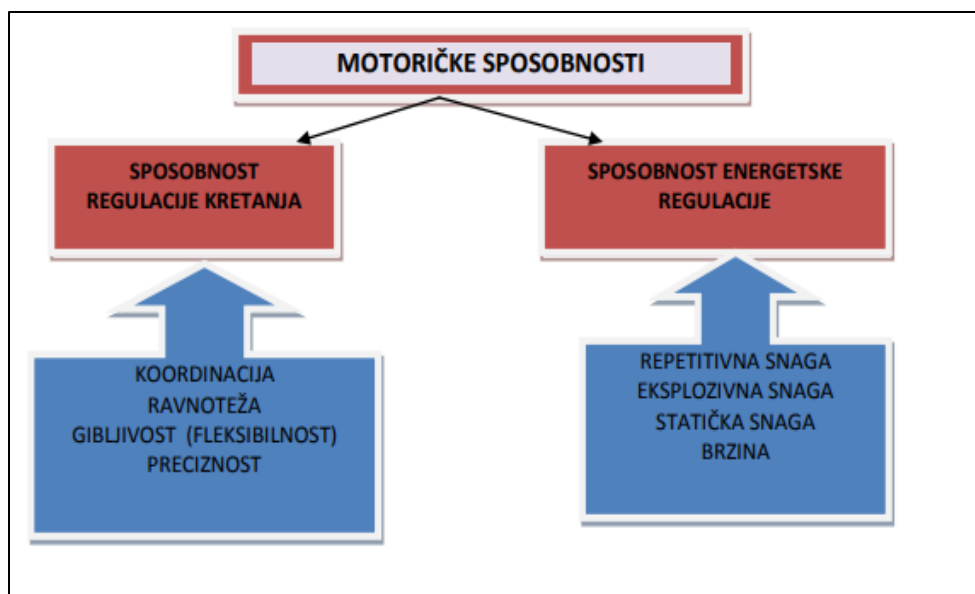 MOTORIČKE SPOSOBNOSTI
SPOSOBNOST
REGULACIJE KRETANJA
SPOSOBNOST ENERGETSKE
REGULACIJE
KOORDINACIJA
RAVNOTEŽA
GIBLJIVOST (FLEKSIBILNOST)
PRECIZNOST
REPETITIVNA SNAGA
EKSPLOZIVNA SNAGA
STATIČKA SNAGA
BRZINA